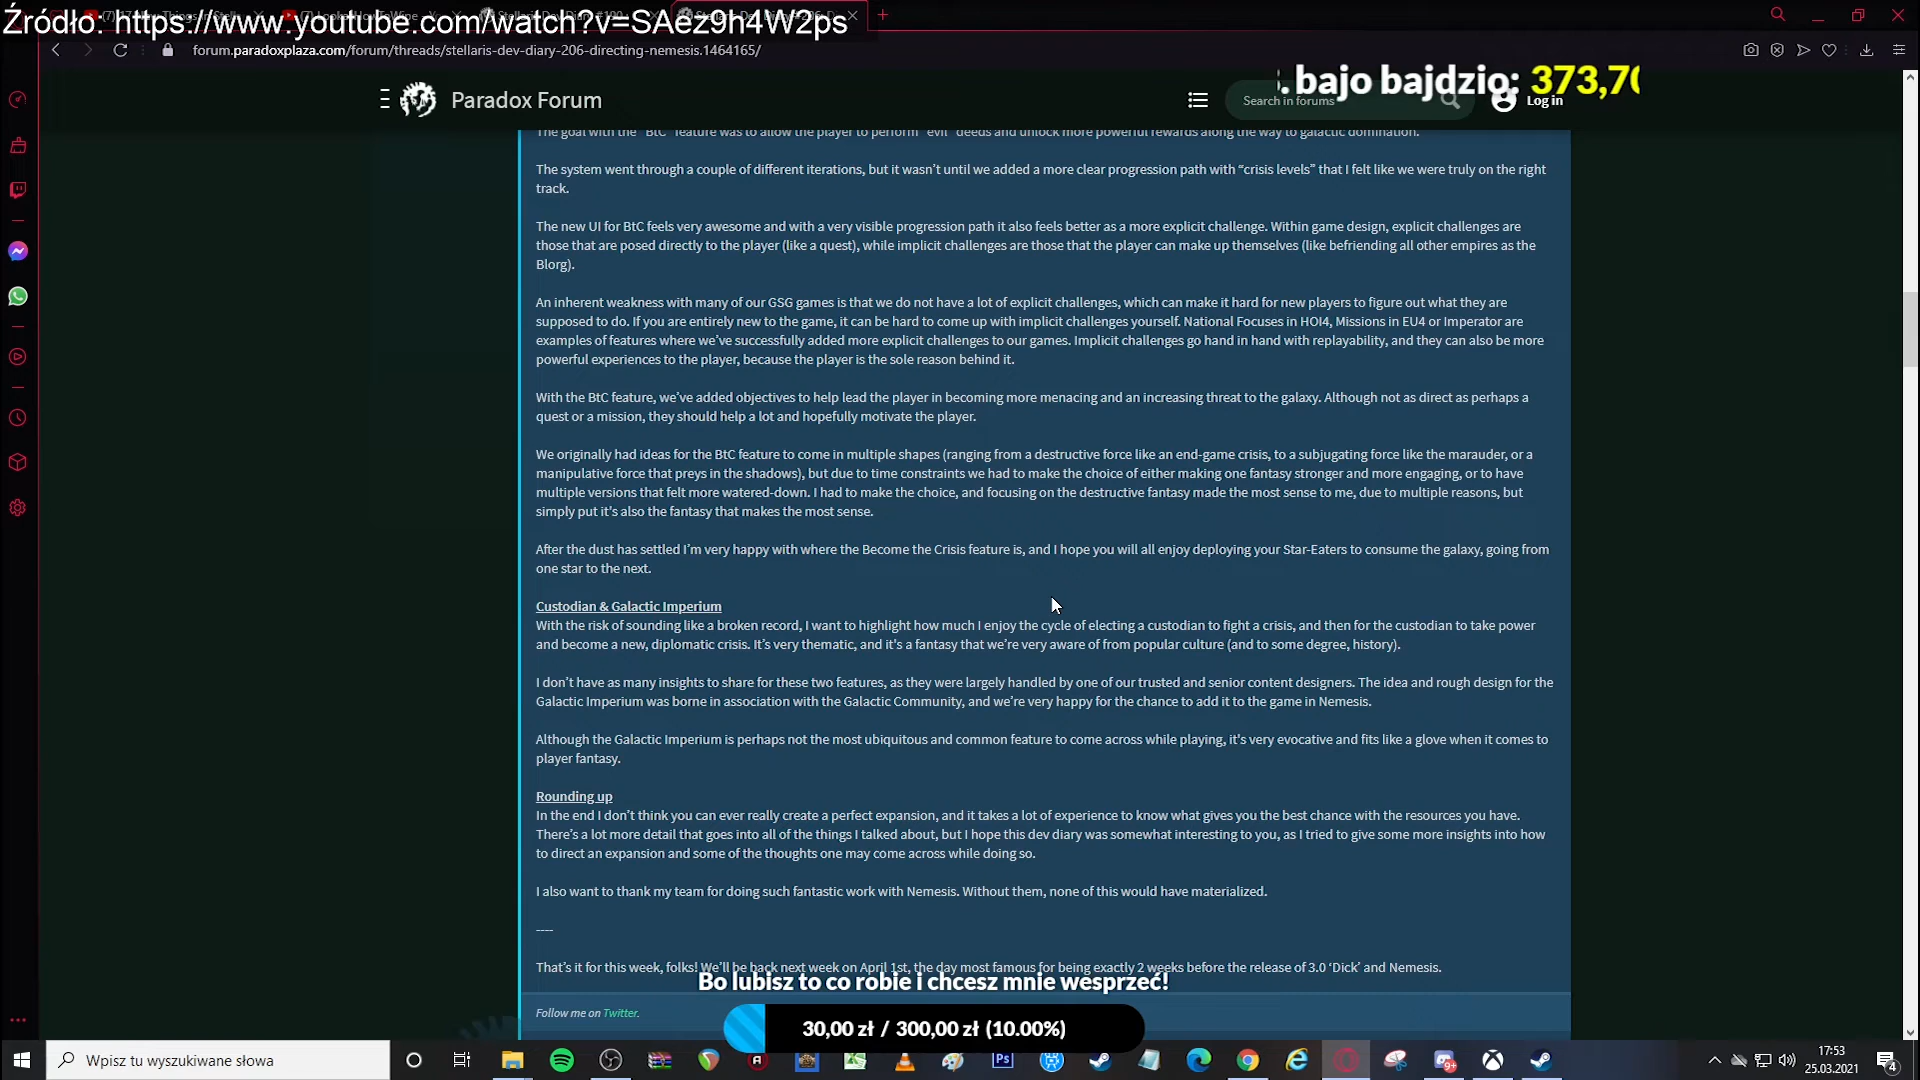 Źródło: https://www.youtube.com/watch?v=SAez9h4W2ps
forum.paradoxplaza.com/forum/threads/stellaris-dev-diary-206-directing-nemesis.1464165/
. bajo bajdzio: 373,70
Paradox Forum
Search in forums
Log in
The goal with the "BtC" feature was to allow the player to perform "evil" deeds and unlock more powerful rewards along the way to galactic domination.
The system went through a couple of different iterations, but it wasn't until we added a more clear progression path with “crisis levels” that I felt like we were truly on the right
track.
The new UI for BtC feels very awesome and with a very visible progression path it also feels better as a more explicit challenge. Within game design, explicit challenges are
those that are posed directly to the player (like a quest), while implicit challenges are those that the player can make up themselves (like befriending all other empires as the
Blorg).
An inherent weakness with many of our GSG games is that we do not have a lot of explicit challenges, which can make it hard for new players to figure out what they are
supposed to do. If you are entirely new to the game, it can be hard to come up with implicit challenges yourself. National Focuses in HOI4, Missions in EU4 or Imperator are
examples of features where we've successfully added more explicit challenges to our games. Implicit challenges go hand in hand with replayability, and they can also be more
powerful experiences to the player, because the player is the sole reason behind it.
With the BtC feature, we've added objectives to help lead the player in becoming more menacing and an increasing threat to the galaxy. Although not as direct as perhaps a
quest or a mission, they should help a lot and hopefully motivate the player.
We originally had ideas for the BtC feature to come in multiple shapes (ranging from a destructive force like an end-game crisis, to a subjugating force like the marauder, or a
manipulative force that preys in the shadows), but due to time constraints we had to make the choice of either making one fantasy stronger and more engaging, or to have
multiple versions that felt more watered-down. I had to make the choice, and focusing on the destructive fantasy made the most sense to me, due to multiple reasons, but
simply put it's also the fantasy that makes the most sense.
After the dust has settled I'm very happy with where the Become the Crisis feature is, and I hope you will all enjoy deploying your Star-Eaters to consume the galaxy, going from
one star to the next.
Custodian & Galactic Imperium
With the risk of sounding like a broken record, I want to highlight how much I enjoy the cycle of electing a custodian to fight a crisis, and then for the custodian to take power
and become a new, diplomatic crisis. It's very thematic, and it's a fantasy that we're very aware of from popular culture (and to some degree, history).
I don't have as many insights to share for these two features, as they were largely handled by one of our trusted and senior content designers. The idea and rough design for the
Galactic Imperium was borne in association with the Galactic Community, and we're very happy for the chance to add it to the game in Nemesis.
Although the Galactic Imperium is perhaps not the most ubiquitous and common feature to come across while playing, it's very evocative and fits like a glove when it comes to
player fantasy.
Rounding up
In the end I don't think you can ever really create a perfect expansion, and it takes a lot of experience to know what gives you the best chance with the resources you have.
There's a lot more detail that goes into all of the things I talked about, but I hope this dev diary was somewhat interesting to you, as I tried to give some more insights into how
to direct an expansion and some of the thoughts one may come across while doing so.
I also want to thank my team for doing such fantastic work with Nemesis. Without them, none of this would have materialized.
----
That's it for this week, folks! We'll be back next week on April 1st, the day most famous for being exactly 2 weeks before the release of 3.0 ‘Dick’ and Nemesis.
Bo lubisz to co robie i chcesz mnie wesprzeć!
Follow me on Twitter.
30,00 zł / 300,00 zł (10.00%)
Wpisz tu wyszukiwane słowa
Ps
9+
17:53
25.03.2021
4